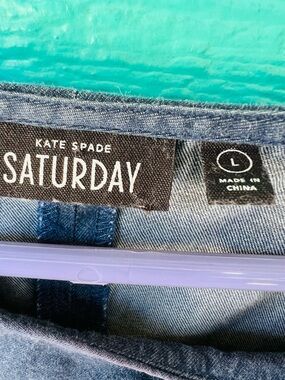 KATE SPADE
SATURDAY
L
MADE IN
CHINA